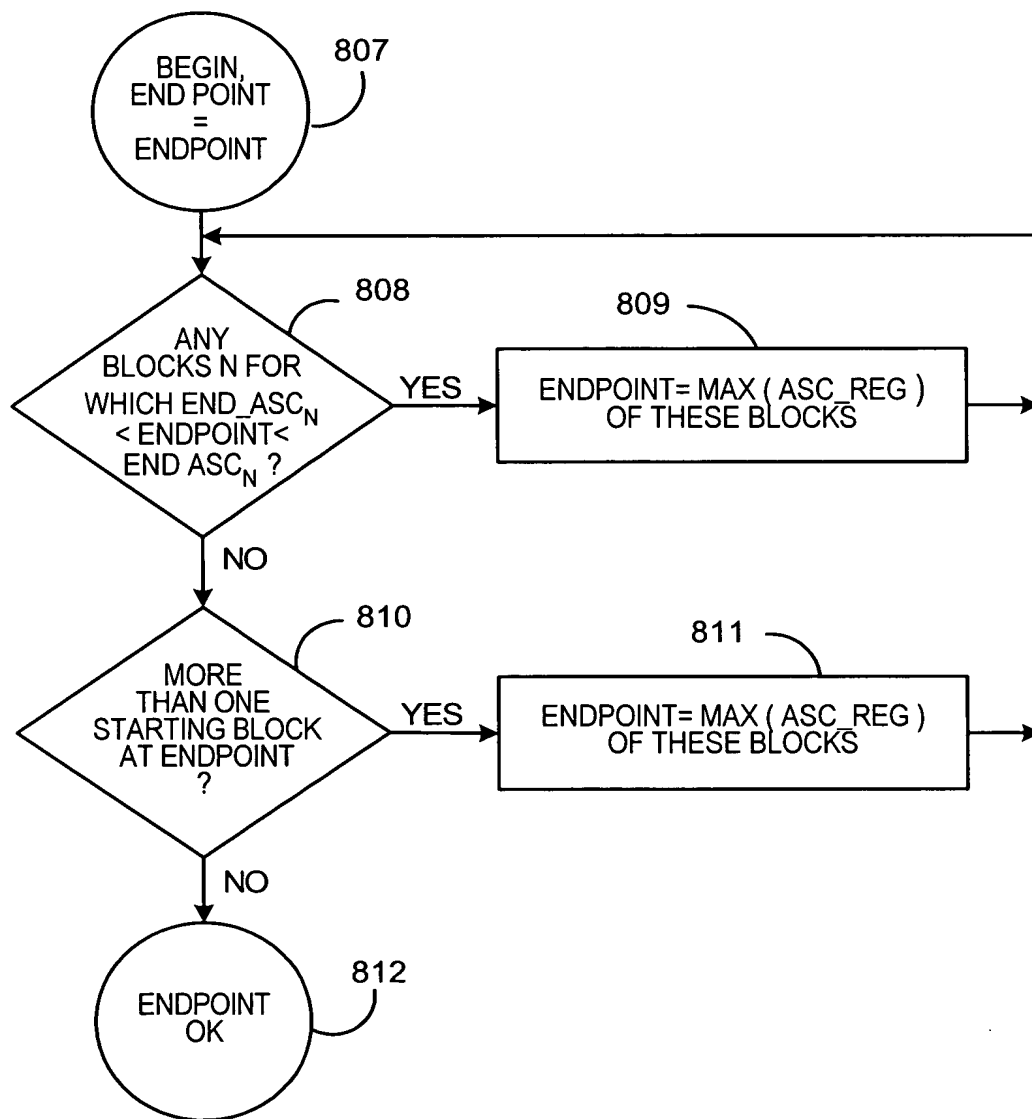 807
BEGIN,
END POINT
=
ENDPOINT
808
ANY
BLOCKS N FOR
WHICH END_ASC_N
< ENDPOINT<
END ASC_N ?
YES
809
ENDPOINT= MAX ( ASC_REG )
OF THESE BLOCKS
NO
810
MORE
THAN ONE
STARTING BLOCK
AT ENDPOINT
?
YES
811
ENDPOINT= MAX ( ASC_REG )
OF THESE BLOCKS
NO
812
ENDPOINT
OK